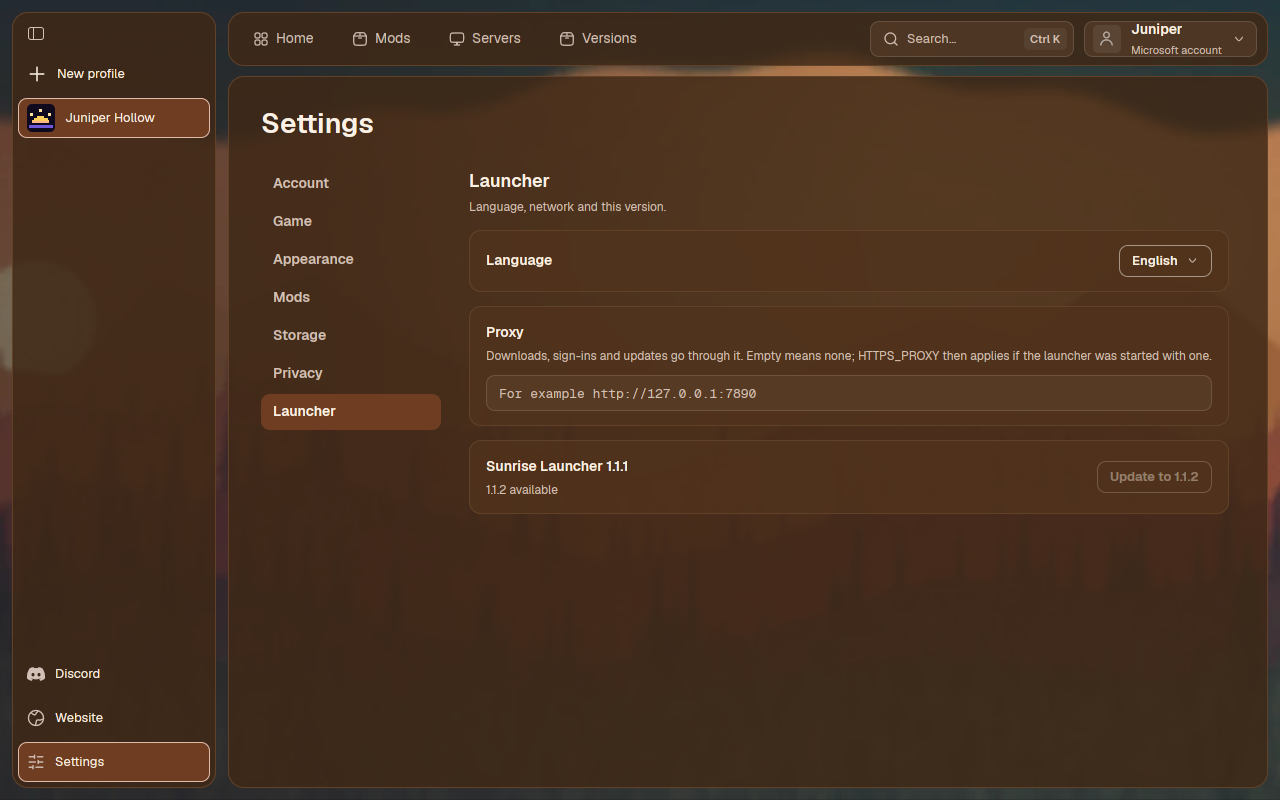 New profile
Juniper Hollow
Discord
Website
Settings
Home
Mods
Servers
Versions
Search...
Ctrl K
Juniper
Microsoft account
Settings
Account
Game
Appearance
Mods
Storage
Privacy
Launcher
Launcher
Language, network and this version.
Language
English
Proxy
Downloads, sign-ins and updates go through it. Empty means none; HTTPS_PROXY then applies if the launcher was started with one.
For example http://127.0.0.1:7890
Sunrise Launcher 1.1.1
1.1.2 available
Update to 1.1.2